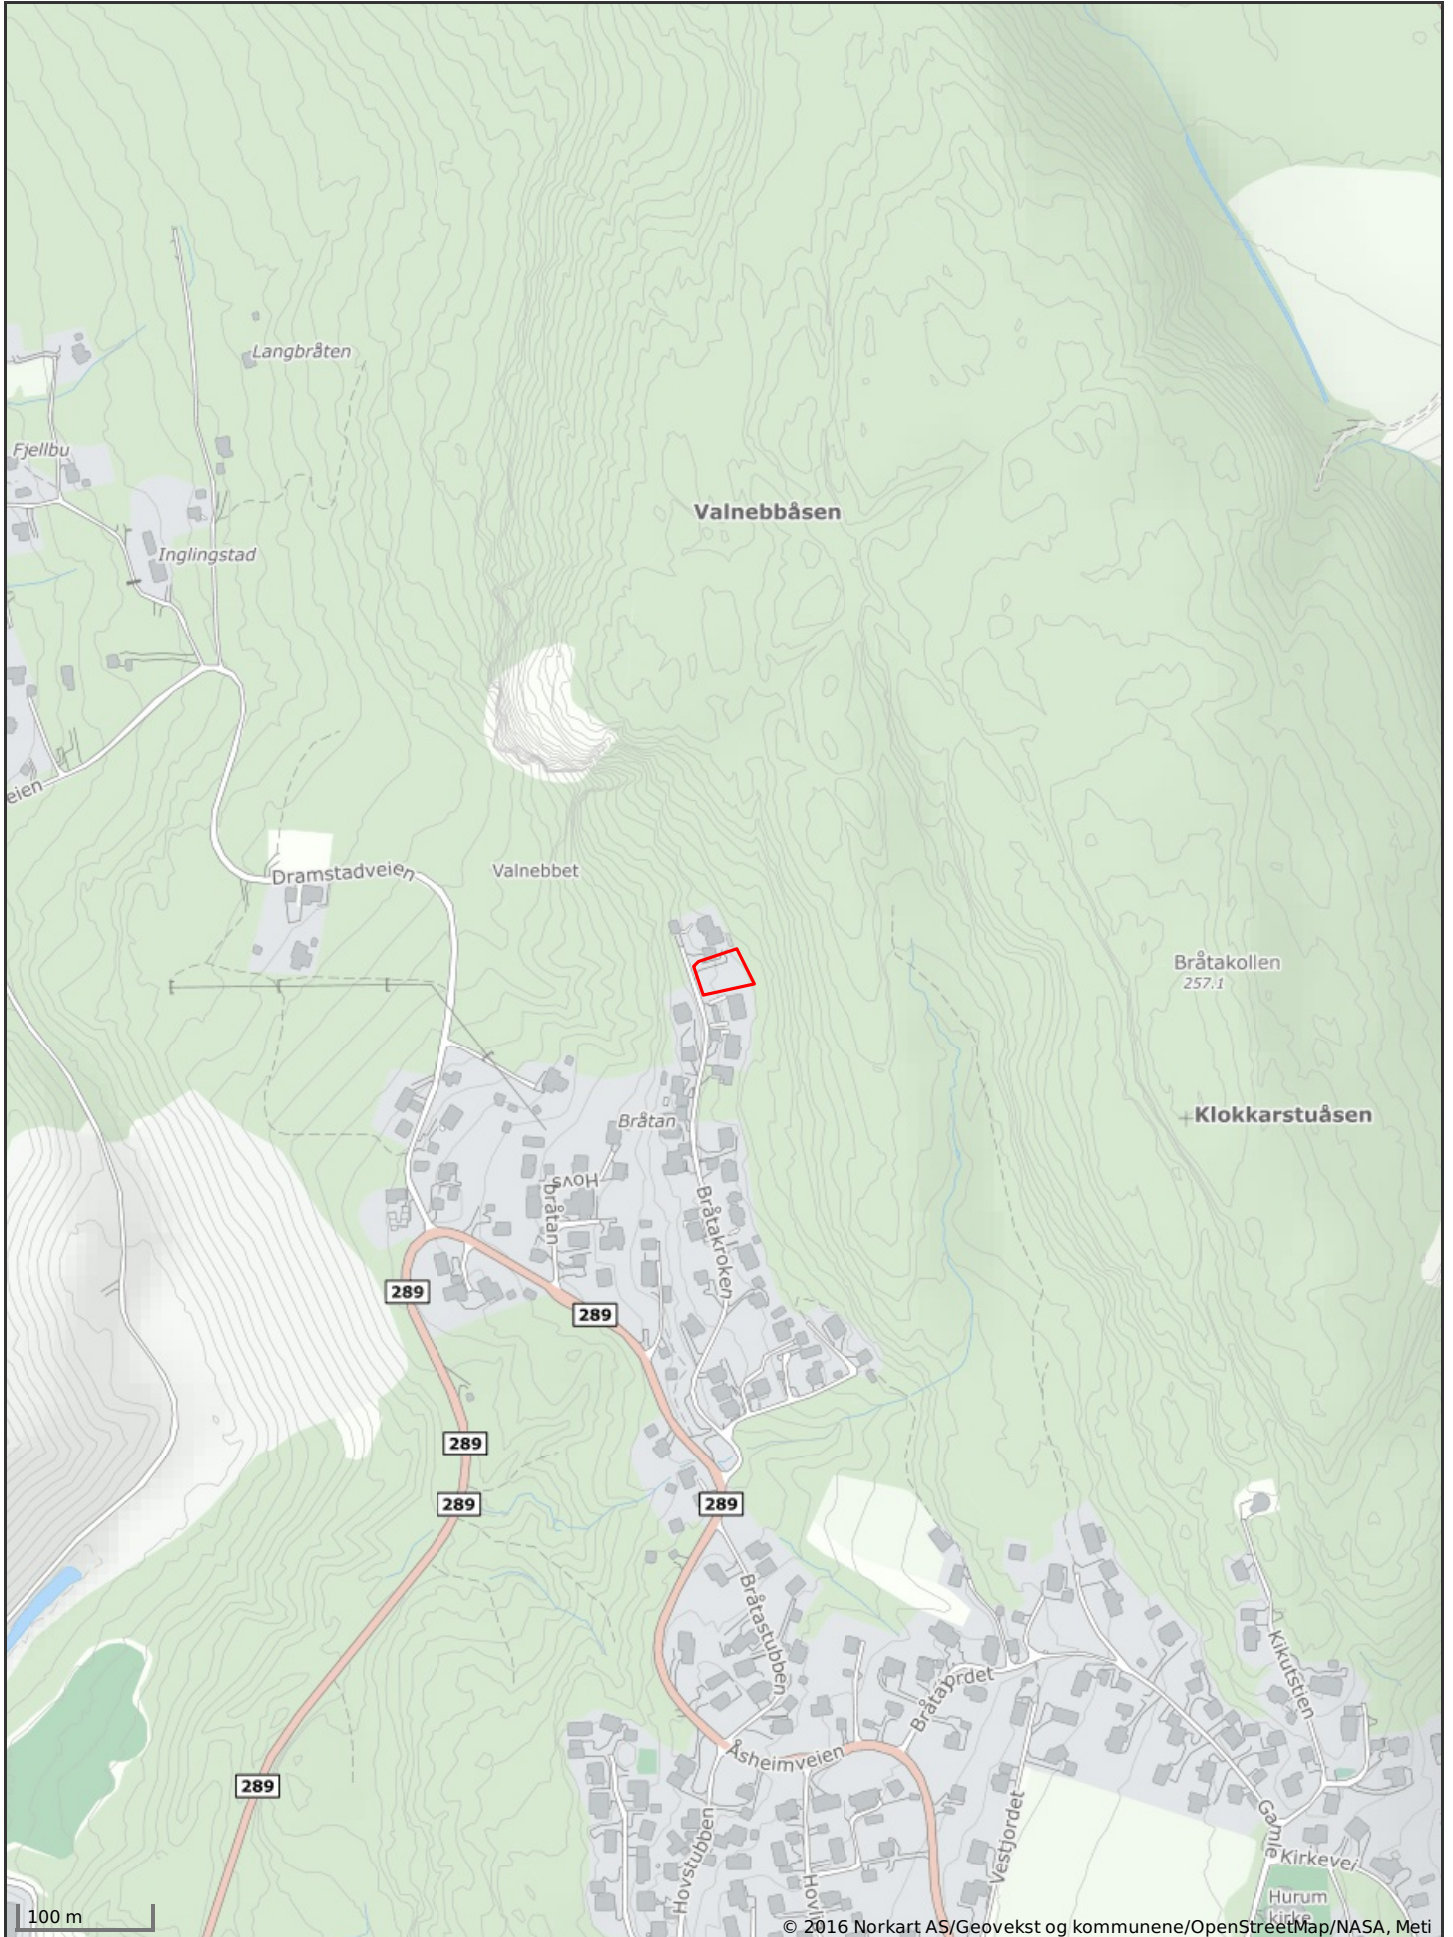 Langbråten
Fjellbu
Valnebbåsen
Inglingstad
eien
Dramstadveien
Valnebbet
Bråtakollen
257.1
Klokkarstuåsen
Bråtan
Hovs
bråtan
Bråtakroken
289
289
289
289
289
Bråtastubben
Kikutstien
Bråtajordet
Åsheimveien
289
Vestjordet
Gamle
Kirkevei
Hovstubben
Hovli
Hurum
kirke
100 m
© 2016 Norkart AS/Geovekst og kommunene/OpenStreetMap/NASA, Meti